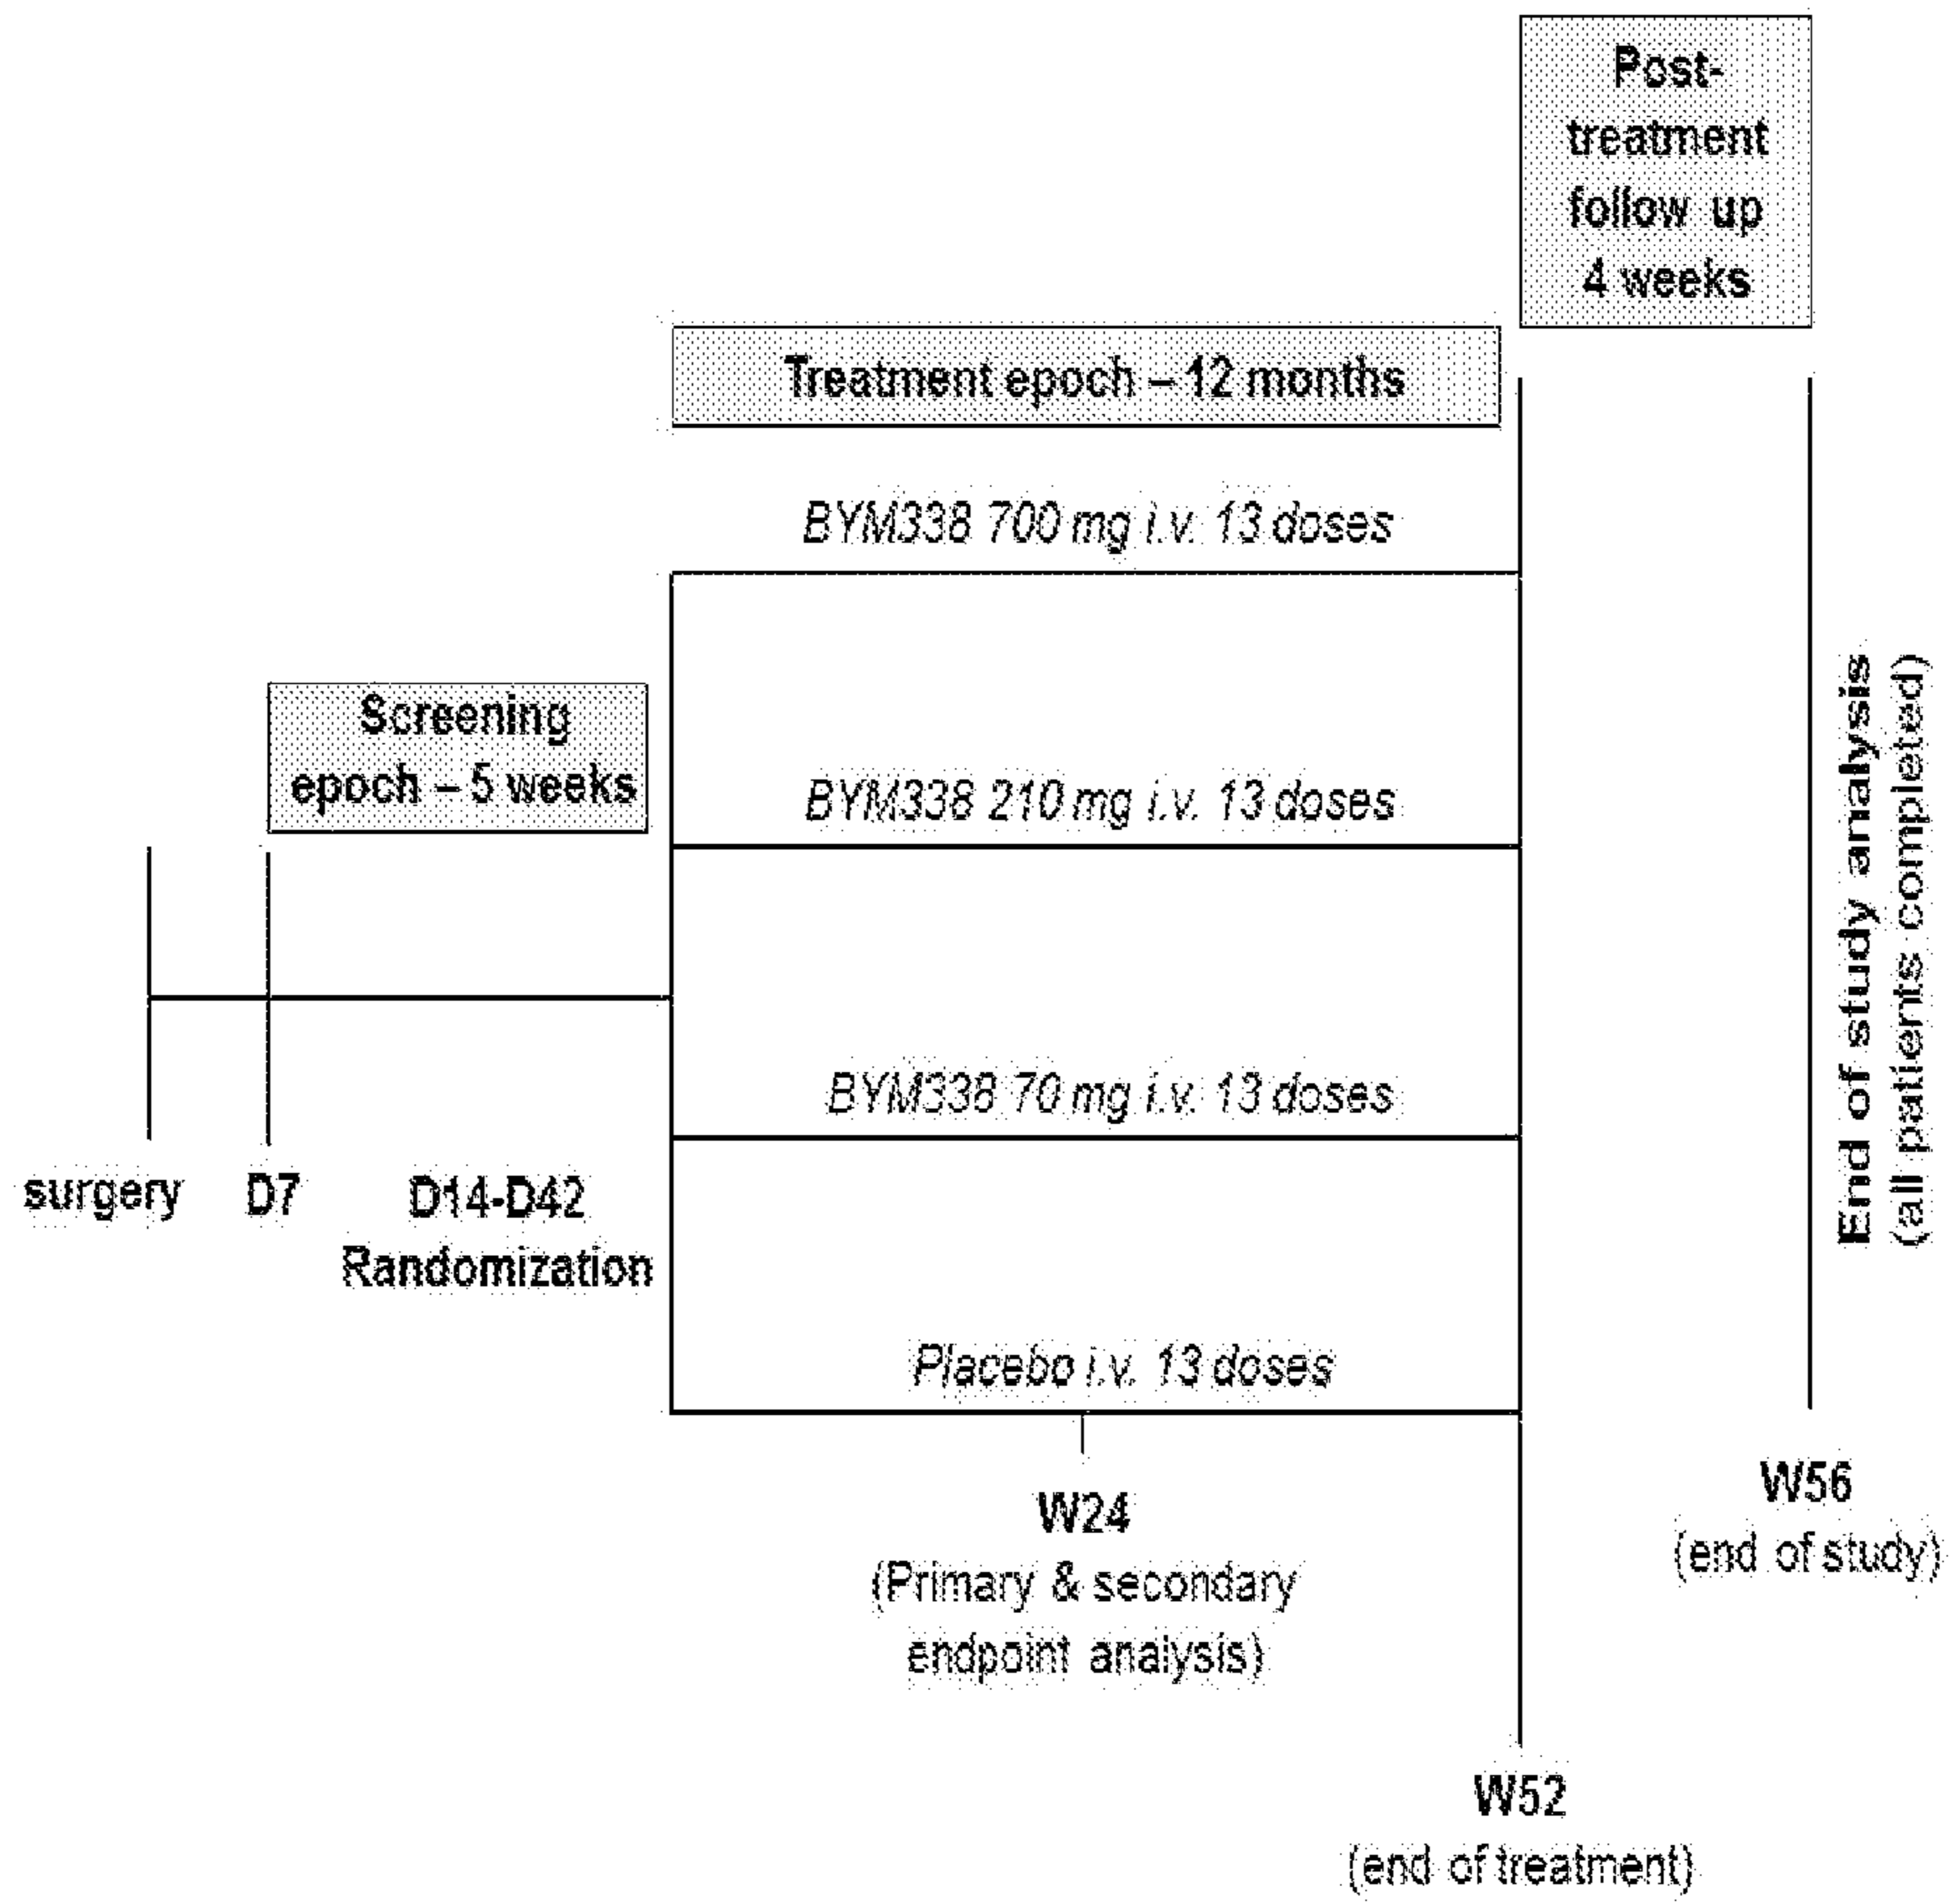 Post-
treatment
follow up
4 weeks
Treatment epoch – 12 months
BYM338 700 mg i.v. 13 doses
Screening
epoch – 5 weeks
BYM338 210 mg i.v. 13 doses
BYM338 70 mg i.v. 13 doses
surgery
D7
D14-D42
Randomization
Placebo i.v. 13 doses
End of study analysis
(all patients completed)
W24
(Primary & secondary
endpoint analysis)
W56
(end of study)
W52
(end of treatment)